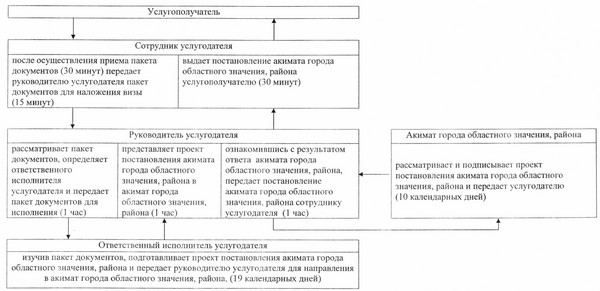 Услугополучатель
Сотрудник услугодателя
после осуществления приема пакета
документов (30 минут) передает
руководителю услугодателя пакет
документов для наложения визы
(15 минут)
выдает постановление акимата города
областного значения, района
услугополучателю (30 минут)
Руководитель услугодателя
рассматривает пакет
документов, определяет
ответственного
исполнителя
услугодателя и передает
пакет документов для
исполнения (1 час)
представляет проект
постановления акимата
города областного
значения, района в
акимат города
областного значения,
района (1 час)
ознакомившись с результатом
ответа акимата города
областного значения, района,
передает постановление
акимата города областного
значения, района сотруднику
услугодателя (1 час)
Акимат города областного значения, района
рассматривает и подписывает проект
постановления акимата города областного
значения, района и передает услугодателю
(10 календарных дней)
Ответственный исполнитель услугодателя
изучив пакет документов, подготавливает проект постановления акимата города
областного значения, района и передает руководителю услугодателя для направления
в акимат города областного значения, района, (19 календарных дней)